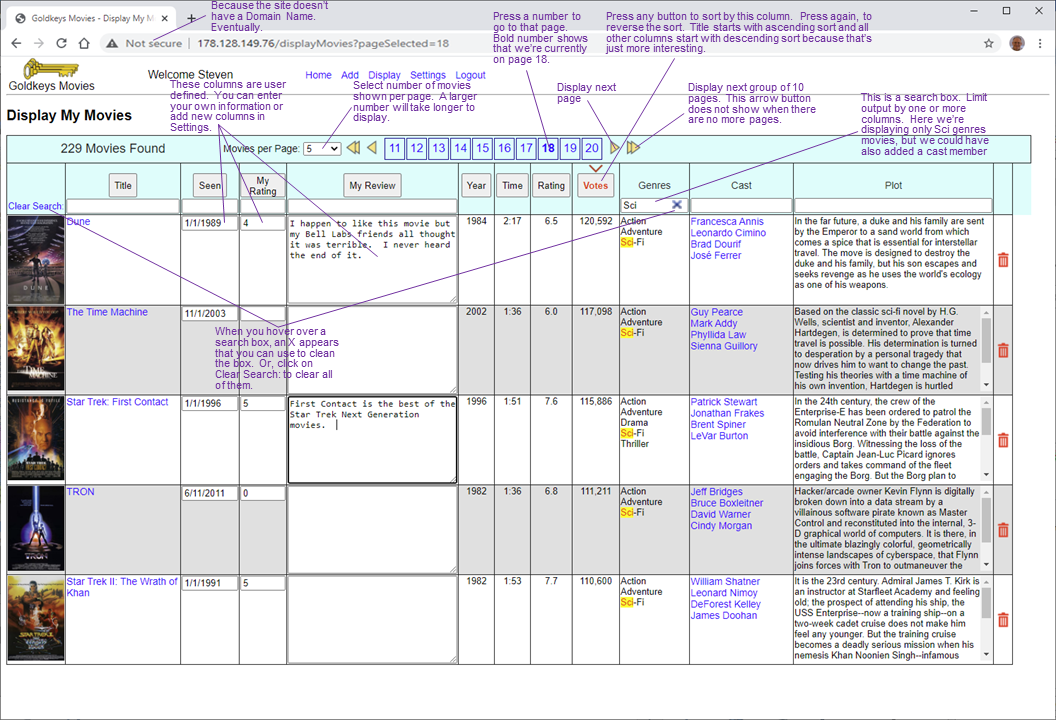 Goldkeys Movies - Display My M
Because the site doesn't
have a Domain Name.
Eventually.
Not secure | 178.128.149.76/displayMovies?pageSelected=18
Press a number to
go to that page.
Bold number shows
that we're currently
on page 18.
Press any button to sort by this column. Press again, to
reverse the sort. Title starts with ascending sort and all
other columns start with descending sort because that's
just more interesting.
Goldkeys Movies
Welcome Steven
Home Add Display Settings Logout
These columns are user
defined. You can enter
your own information or
add new columns in
Settings.
Select number of movies
shown per page. A larger
number will take longer to
display.
Display next
page
Display next group of 10
pages. This arrow button
does not show when there
are no more pages.
This is a search box. Limit
output by one or more
columns. Here we're
displaying only Sci genres
movies, but we could have
also added a cast member
Display My Movies
229 Movies Found
Movies per Page: 5
11 12 13 14 15 16 17 18 19 20
Title Seen My Rating My Review Year Time Rating Votes Genres Cast Plot
Clear Search: Sci
Dune
1/1/1989
4
I happen to like this movie but
my Bell Labs friends all thought
it was terrible. I never heard
the end of it.
1984 2:17 6.5 120,592
Action
Adventure
Sci-Fi
Francesca Annis
Leonardo Cimino
Brad Dourif
José Ferrer
In the far future, a duke and his family are sent
by the Emperor to a sand world from which
comes a spice that is essential for interstellar
travel. The move is designed to destroy the
duke and his family, but his son escapes and
seeks revenge as he uses the world's ecology
as one of his weapons.
DUNE
The Time Machine
11/1/2003
2002 1:36 6.0 117,098
Action
Adventure
Sci-Fi
Guy Pearce
Mark Addy
Phyllida Law
Sienna Guillory
Based on the classic sci-fi novel by H.G.
Wells, scientist and inventor, Alexander
Hartdegen, is determined to prove that time
travel is possible. His determination is turned
to desperation by a personal tragedy that
now drives him to want to change the past.
Testing his theories with a time machine of
his own invention, Hartdegen is hurtled
When you hover over a
search box, an X appears
that you can use to clean
the box. Or, click on
Clear Search: to clear all
of them.
Star Trek: First Contact
1/1/1996
5
First Contact is the best of the
Star Trek Next Generation
movies.
1996 1:51 7.6 115,886
Action
Adventure
Drama
Sci-Fi
Thriller
Patrick Stewart
Jonathan Frakes
Brent Spiner
LeVar Burton
In the 24th century, the crew of the
Enterprise-E has been ordered to patrol the
Romulan Neutral Zone by the Federation to
avoid interference with their battle against the
insidious Borg. Witnessing the loss of the
battle, Captain Jean-Luc Picard ignores
orders and takes command of the fleet
engaging the Borg. But the Borg plan to
TRON
6/11/2011
0
1982 1:36 6.8 111,211
Action
Adventure
Sci-Fi
Jeff Bridges
Bruce Boxleitner
David Warner
Cindy Morgan
Hacker/arcade owner Kevin Flynn is digitally
broken down into a data stream by a
villainous software pirate known as Master
Control and reconstituted into the internal, 3-
D graphical world of computers. It is there, in
the ultimate blazingly colorful, geometrically
intense landscapes of cyberspace, that Flynn
joins forces with Tron to outmaneuver the
TRON
Star Trek II: The Wrath of
Khan
1/1/1991
5
1982 1:53 7.7 110,600
Action
Adventure
Sci-Fi
William Shatner
Leonard Nimoy
DeForest Kelley
James Doohan
It is the 23rd century. Admiral James T. Kirk is
an instructor at Starfleet Academy and feeling
old; the prospect of attending his ship, the
USS Enterprise--now a training ship--on a
two-week cadet cruise does not make him
feel any younger. But the training cruise
becomes a deadly serious mission when his
nemesis Khan Noonien Singh--infamous